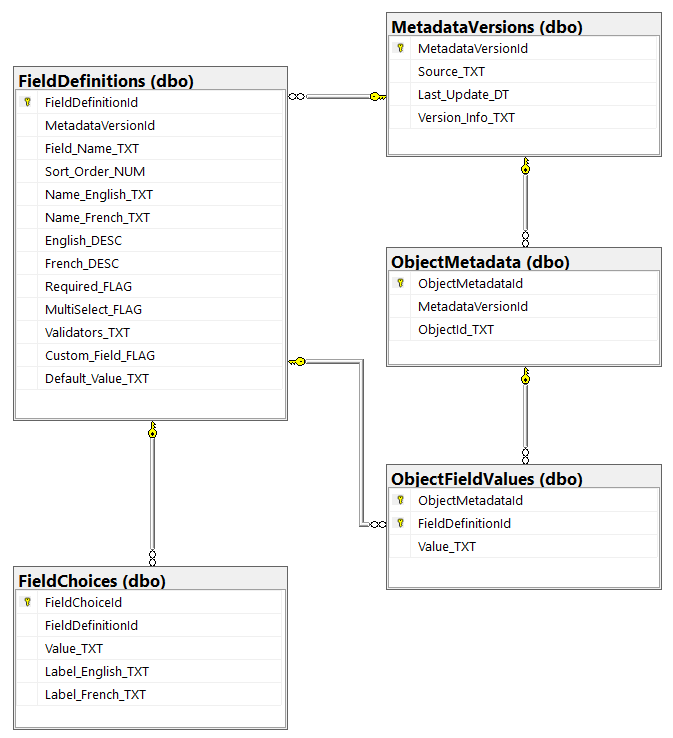 MetadataVersions (dbo)
MetadataVersionId
Source_TXT
Last_Update_DT
Version_Info_TXT
FieldDefinitions (dbo)
FieldDefinitionId
MetadataVersionId
Field_Name_TXT
Sort_Order_NUM
Name_English_TXT
Name_French_TXT
English_DESC
French_DESC
Required_FLAG
MultiSelect_FLAG
Validators_TXT
Custom_Field_FLAG
Default_Value_TXT
ObjectMetadata (dbo)
ObjectMetadataId
MetadataVersionId
ObjectId_TXT
ObjectFieldValues (dbo)
ObjectMetadataId
FieldDefinitionId
Value_TXT
FieldChoices (dbo)
FieldChoiceId
FieldDefinitionId
Value_TXT
Label_English_TXT
Label_French_TXT